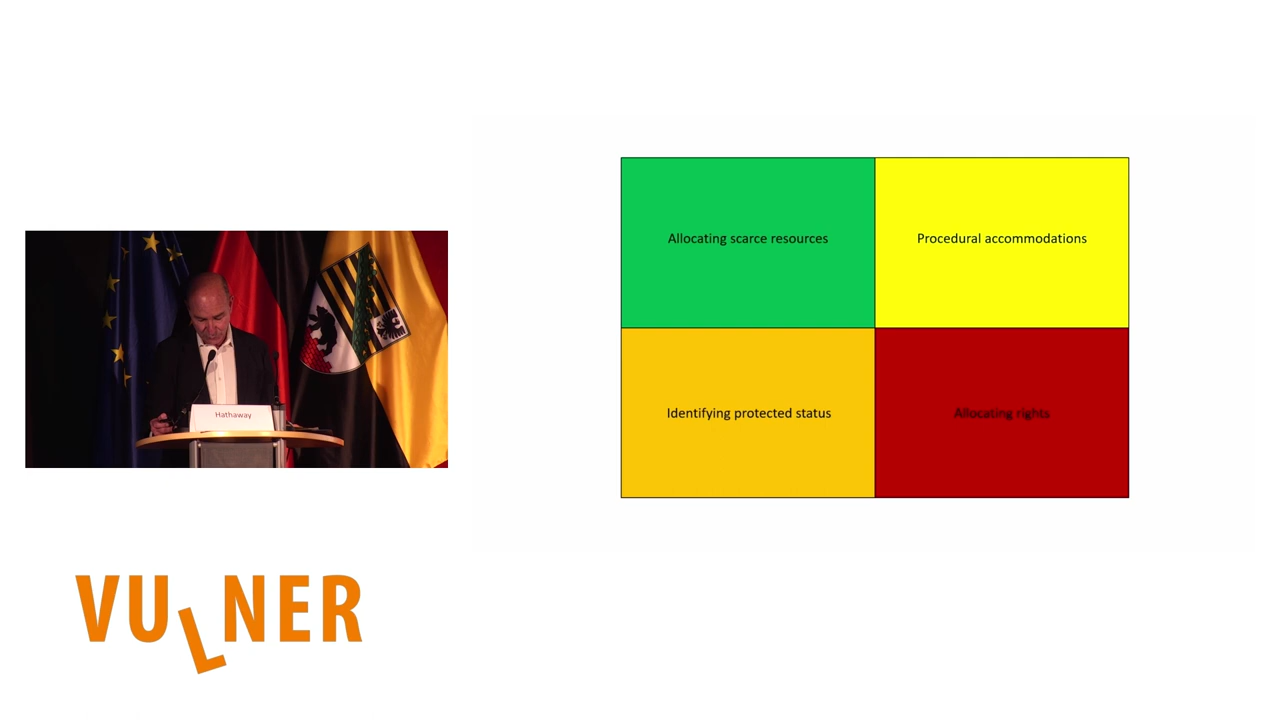 Allocating scarce resources
Procedural accommodations
Identifying protected status
Allocating rights
Hathaway
VULNER